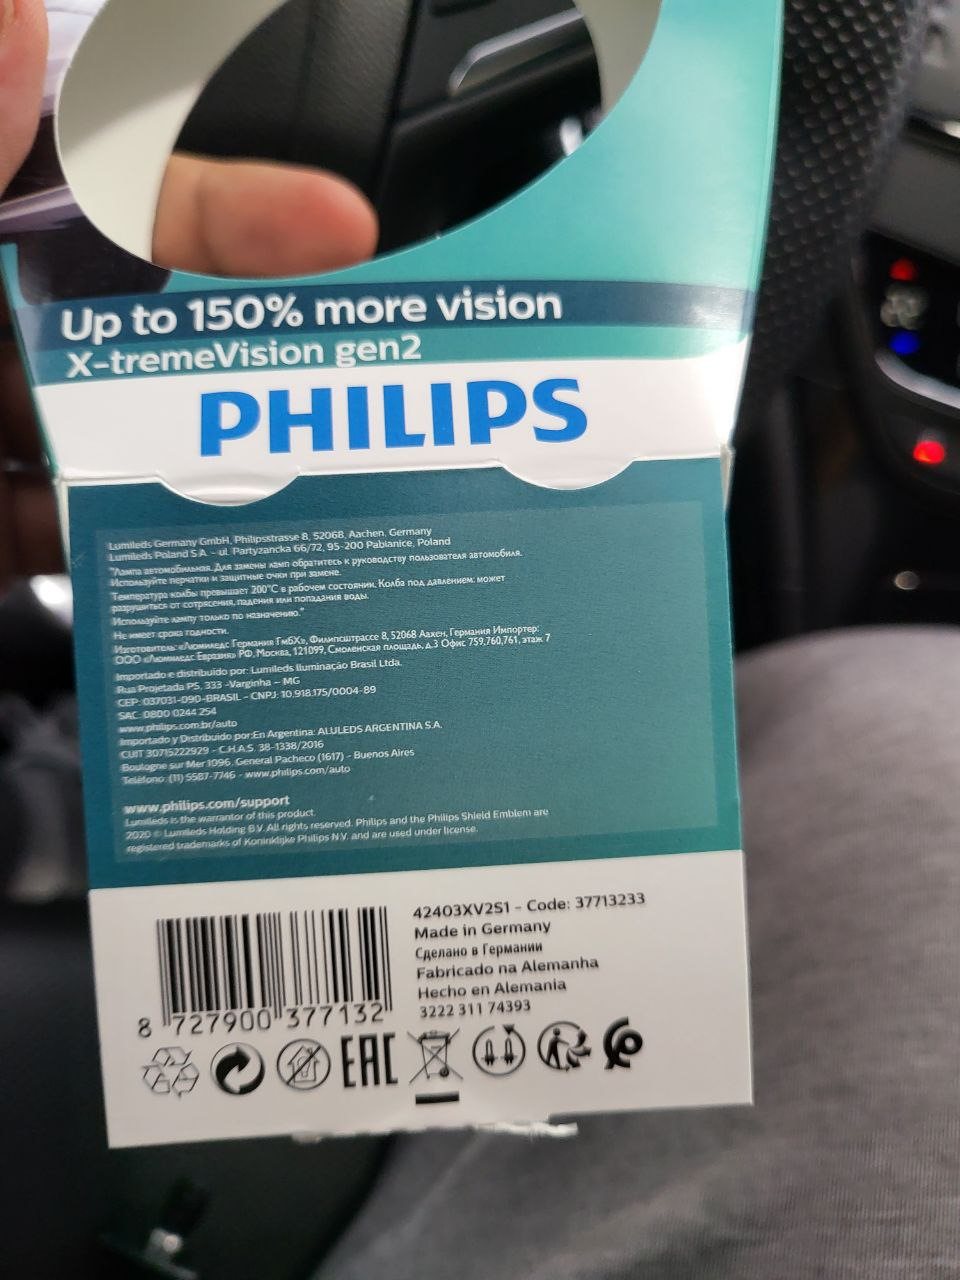 Up to 150% more vision
X-tremeVision gen2
PHILIPS
Lumileds Germany GmbH, Philipsstrasse 8, 52068, Aachen, Germany
Lumileds Poland S.A. - ul. Partyzancka 66/72, 95-200 Pabianice, Poland
"Лампа автомобильная. Для замены ламп обратитесь к руководству пользователя автомобиля.
Используйте перчатки и защитные очки при замене.
Температура колбы превышает 200°С в рабочем состоянии. Колба под давлением: может
разрушиться от сотрясения, падения или попадания воды.
Используйте лампу только по назначению."
Не имеет срока годности.
Изготовитель: «Люмиледс Германия ГмбХ», Филипсштрассе 8, 52068 Аахен, Германия Импортер:
ООО «Люмиледс Евразия» РФ, Москва, 121099, Смоленская площадь, д.3 Офис 759,760,761, этаж 7
Importado e distribuido por: Lumileds Iluminação Brasil Ltda.
Rua Projetada P5, 333 -Varginha – MG
CEP: 037031-090-BRASIL - CNPJ: 10.918.175/0004-89
SAC: 0800 0244 254
www.philips.com.br/auto
Importado y Distribuido por:En Argentina: ALULEDS ARGENTINA S.A.
CUIT 30715222929 - C.H.A.S. 38-1338/2016
Boulogne sur Mer 1096, General Pacheco (1617) - Buenos Aires
Teléfono: (11) 5587-7746 - www.philips.com/auto
www.philips.com/support
Lumileds is the warrantor of this product.
2020 © Lumileds Holding B.V. All rights reserved. Philips and the Philips Shield Emblem are
registered trademarks of Koninklijke Philips N.V. and are used under license.
42403XV2S1 - Code: 37713233
Made in Germany
Сделано в Германии
Fabricado na Alemanha
Hecho en Alemania
3222 311 74393
8 727900 377132
EAC